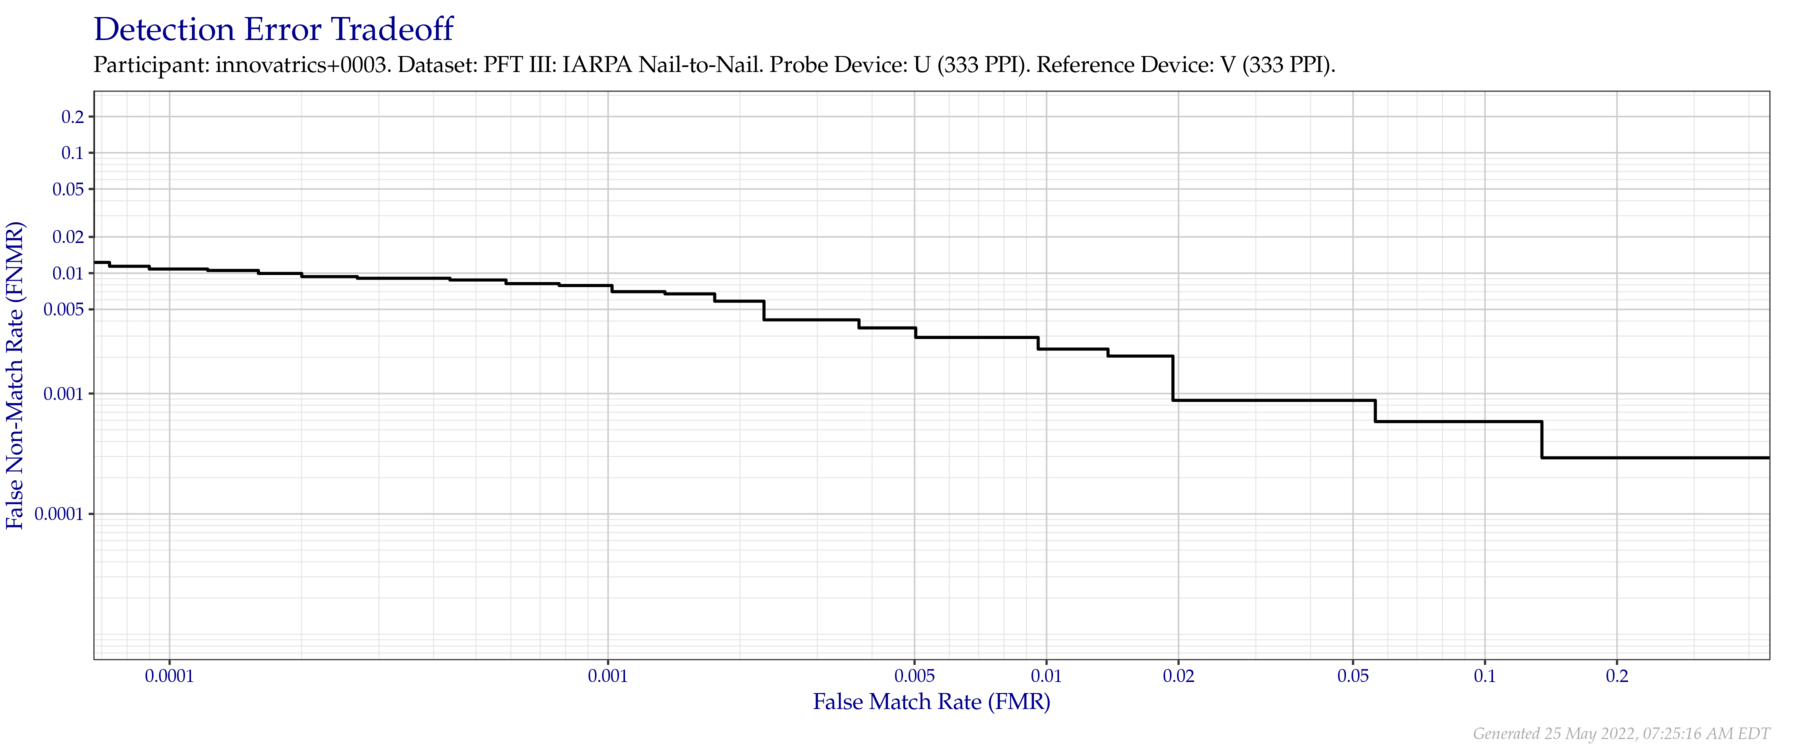 Detection Error Tradeoff
Participant: innovatrics+0003. Dataset: PFT III: IARPA Nail-to-Nail. Probe Device: U (333 PPI). Reference Device: V (333 PPI).
False Non-Match Rate (FNMR)
0.2
0.1
0.05
0.02
0.01
0.005
0.001
0.0001
0.0001 0.001 0.005 0.01 0.02 0.05 0.1 0.2
False Match Rate (FMR)
Generated 25 May 2022, 07:25:16 AM EDT